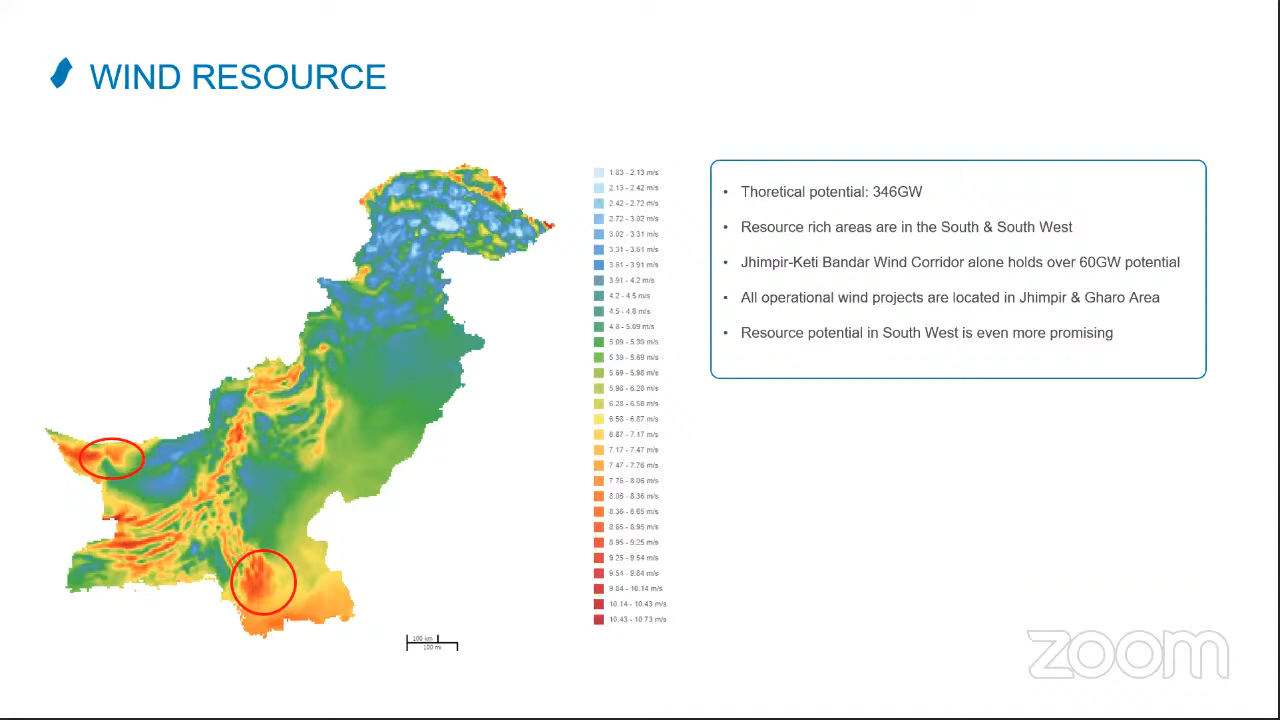 WIND RESOURCE
1.83 - 2.13 m/s
2.13 - 2.42 m/s
2.42 - 2.72 m/s
2.72 - 3.02 m/s
3.02 - 3.31 m/s
3.31 - 3.61 m/s
3.61 - 3.91 m/s
3.91 - 4.2 m/s
4.2 - 4.5 m/s
4.5 - 4.8 m/s
4.8 - 5.09 m/s
5.09 - 5.39 m/s
5.39 - 5.69 m/s
5.69 - 5.98 m/s
5.98 - 6.28 m/s
6.28 - 6.58 m/s
6.58 - 6.87 m/s
6.87 - 7.17 m/s
7.17 - 7.47 m/s
7.47 - 7.76 m/s
7.76 - 8.06 m/s
8.06 - 8.36 m/s
8.36 - 8.65 m/s
8.65 - 8.95 m/s
8.95 - 9.25 m/s
9.25 - 9.54 m/s
9.54 - 9.84 m/s
9.84 - 10.14 m/s
10.14 - 10.43 m/s
10.43 - 10.73 m/s
100 km
100 mi
• Thoretical potential: 346GW
• Resource rich areas are in the South & South West
• Jhimpir-Keti Bandar Wind Corridor alone holds over 60GW potential
• All operational wind projects are located in Jhimpir & Gharo Area
• Resource potential in South West is even more promising
zoom